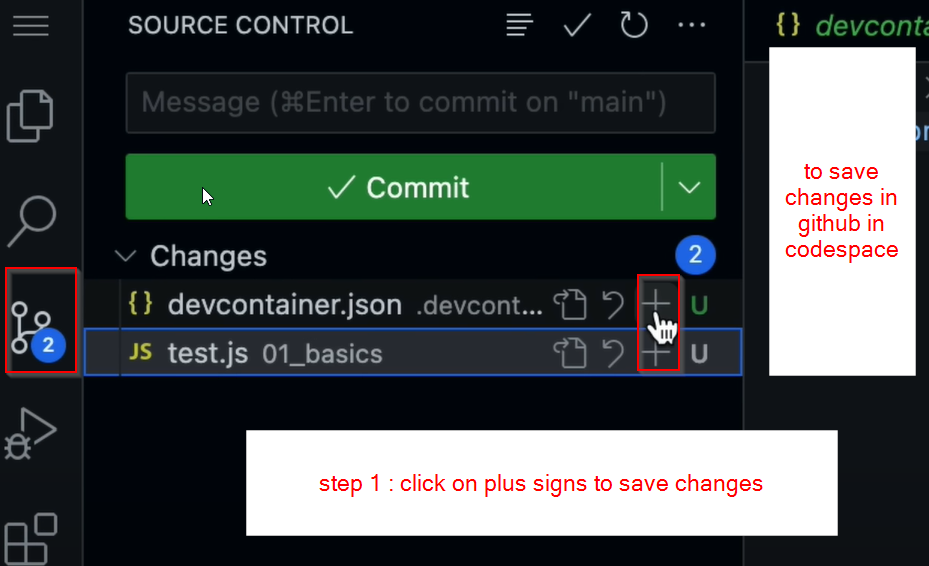 SOURCE CONTROL
{} devconta
Message (⌘Enter to commit on "main")
Commit
Changes 2
{} devcontainer.json .devcont... U
JS test.js 01_basics U
2
to save
changes in
github in
codespace
step 1 : click on plus signs to save changes